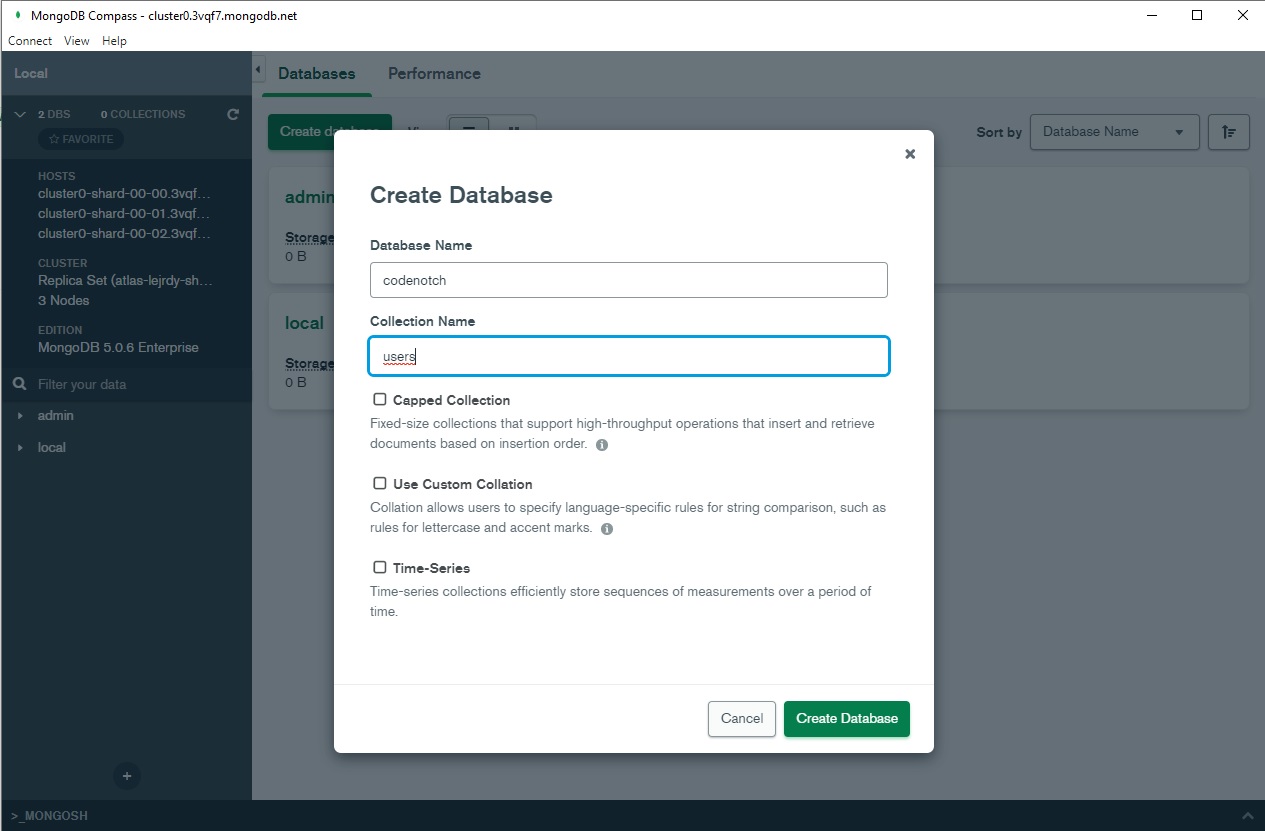 MongoDB Compass - cluster0.3vqf7.mongodb.net
Connect View Help
Local
2 DBS 0 COLLECTIONS
FAVORITE
HOSTS
cluster0-shard-00-00.3vqf...
cluster0-shard-00-01.3vqf...
cluster0-shard-00-02.3vqf...
CLUSTER
Replica Set (atlas-lejrdy-sh...
3 Nodes
EDITION
MongoDB 5.0.6 Enterprise
Filter your data
admin
local
>_MONGOSH
Databases Performance
Create
Sort by Database Name
admin
Storage
0 B
local
Storage
0 B
Create Database
Database Name
codenotch
Collection Name
users
Capped Collection
Fixed-size collections that support high-throughput operations that insert and retrieve
documents based on insertion order.
Use Custom Collation
Collation allows users to specify language-specific rules for string comparison, such as
rules for lettercase and accent marks.
Time-Series
Time-series collections efficiently store sequences of measurements over a period of
time.
Cancel Create Database